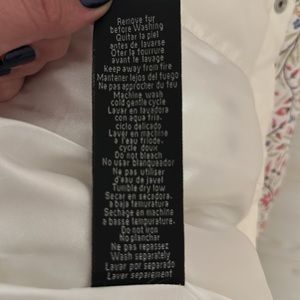 Remove fur
before Washing
Quitar la piel
antes de lavarse
Oter la fourrure
avant le lavage
Keep away from fire
Mantener lejos del fuego
Ne pas approcher du feu
Machine wash
cold gentle cycle
Lavar en lavadora
con agua fria,
ciclo delicado
Laver en machine
a l'eau froide,
cycle doux
Do not bleach
No usar blanqueador
Ne pas utiliser
d'eau de javel
Tumble dry low
Secar en secadora,
a baja temuratura
Sechage en machina
a basse tempurature.
Do not iron
No planchar
Ne pas repassez
Wash separately
Lavar por separado
Laver separement